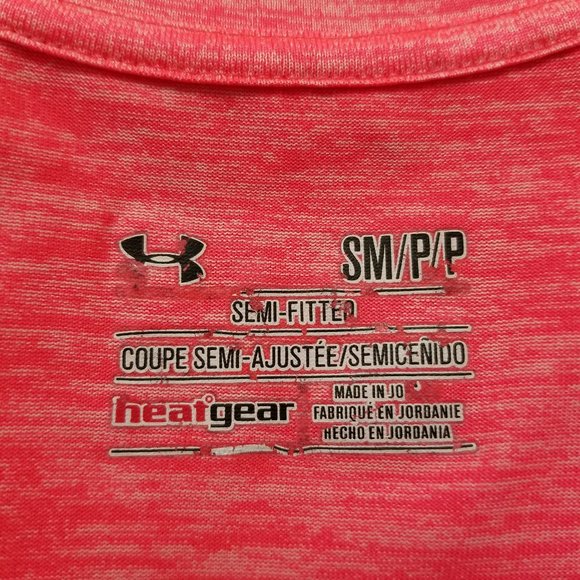 SM/P/P
SEMI-FITTED
COUPE SEMI-AJUSTÉE/SEMICEÑIDO
heatgear
MADE IN JO
FABRIQUÉ EN JORDANIE
HECHO EN JORDANIA